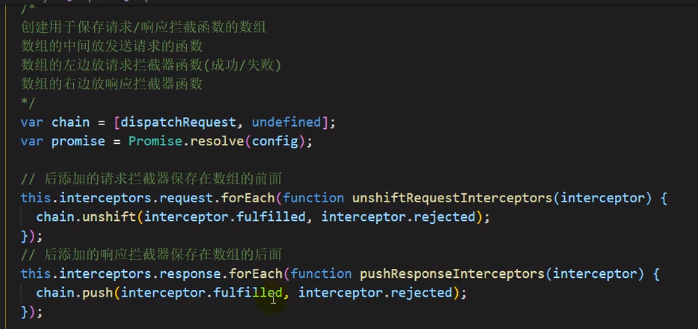 /*
创建用于保存请求/响应拦截函数的数组
数组的中间放发送请求的函数
数组的左边放请求拦截器函数(成功/失败)
数组的右边放响应拦截器函数
*/
var chain = [dispatchRequest, undefined];
var promise = Promise.resolve(config);
// 后添加的请求拦截器保存在数组的前面
this.interceptors.request.forEach(function unshiftRequestInterceptors(interceptor) {
chain.unshift(interceptor.fulfilled, interceptor.rejected);
});
// 后添加的响应拦截器保存在数组的后面
this.interceptors.response.forEach(function pushResponseInterceptors(interceptor) {
chain.push(interceptor.fulfilled, interceptor.rejected);
});